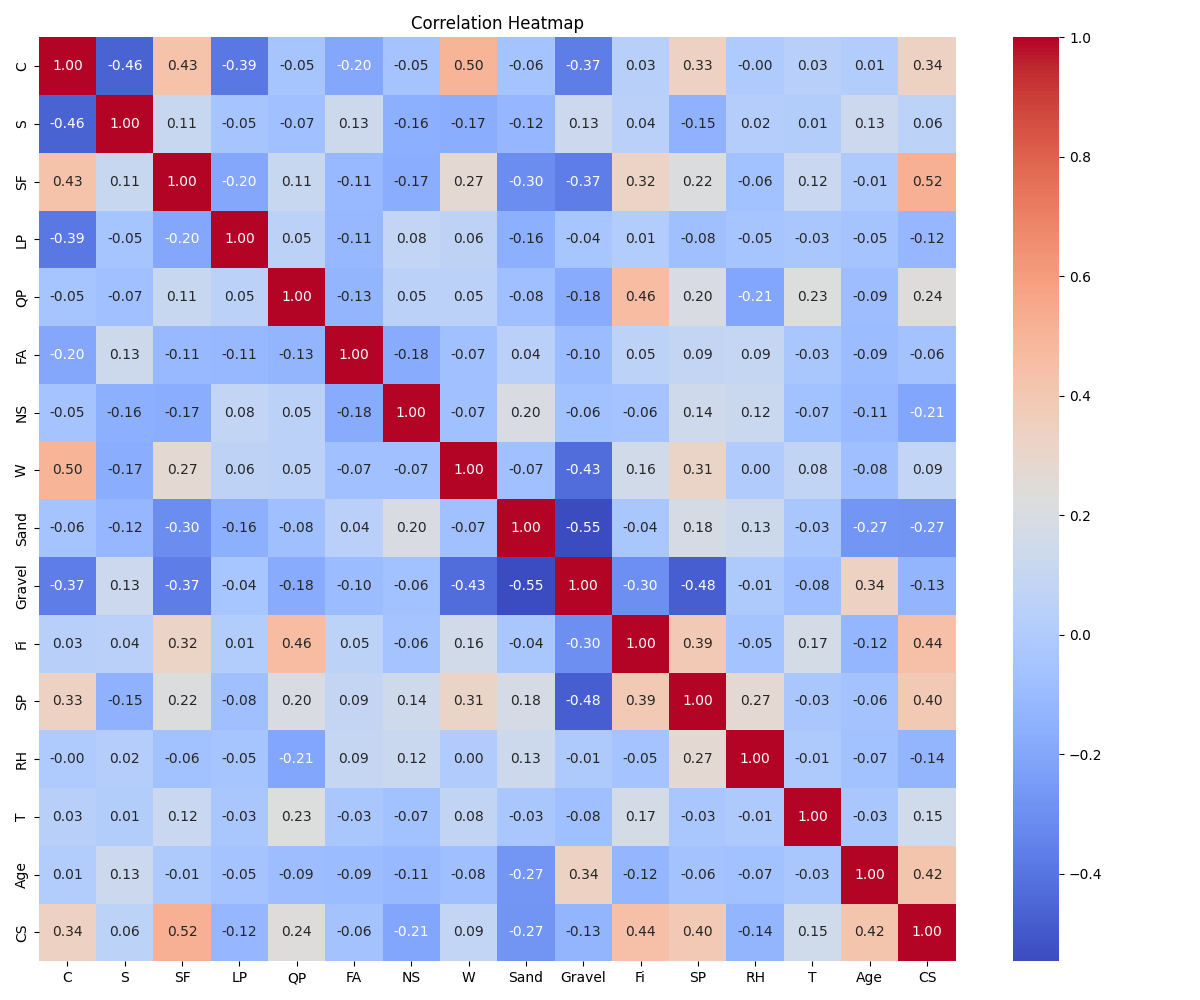 Correlation Heatmap
C 1.00 -0.46 0.43 -0.39 -0.05 -0.20 -0.05 0.50 -0.06 -0.37 0.03 0.33 -0.00 0.03 0.01 0.34
S -0.46 1.00 0.11 -0.05 -0.07 0.13 -0.16 -0.17 -0.12 0.13 0.04 -0.15 0.02 0.01 0.13 0.06
SF 0.43 0.11 1.00 -0.20 0.11 -0.11 -0.17 0.27 -0.30 -0.37 0.32 0.22 -0.06 0.12 -0.01 0.52
LP -0.39 -0.05 -0.20 1.00 0.05 -0.11 0.08 0.06 -0.16 -0.04 0.01 -0.08 -0.05 -0.03 -0.05 -0.12
QP -0.05 -0.07 0.11 0.05 1.00 -0.13 0.05 0.05 -0.08 -0.18 0.46 0.20 -0.21 0.23 -0.09 0.24
FA -0.20 0.13 -0.11 -0.11 -0.13 1.00 -0.18 -0.07 0.04 -0.10 0.05 0.09 0.09 -0.03 -0.09 -0.06
NS -0.05 -0.16 -0.17 0.08 0.05 -0.18 1.00 -0.07 0.20 -0.06 -0.06 0.14 0.12 -0.07 -0.11 -0.21
W 0.50 -0.17 0.27 0.06 0.05 -0.07 -0.07 1.00 -0.07 -0.43 0.16 0.31 0.00 0.08 -0.08 0.09
Sand -0.06 -0.12 -0.30 -0.16 -0.08 0.04 0.20 -0.07 1.00 -0.55 -0.04 0.18 0.13 -0.03 -0.27 -0.27
Gravel -0.37 0.13 -0.37 -0.04 -0.18 -0.10 -0.06 -0.43 -0.55 1.00 -0.30 -0.48 -0.01 -0.08 0.34 -0.13
Fi 0.03 0.04 0.32 0.01 0.46 0.05 -0.06 0.16 -0.04 -0.30 1.00 0.39 -0.05 0.17 -0.12 0.44
SP 0.33 -0.15 0.22 -0.08 0.20 0.09 0.14 0.31 0.18 -0.48 0.39 1.00 0.27 -0.03 -0.06 0.40
RH -0.00 0.02 -0.06 -0.05 -0.21 0.09 0.12 0.00 0.13 -0.01 -0.05 0.27 1.00 -0.01 -0.07 -0.14
T 0.03 0.01 0.12 -0.03 0.23 -0.03 -0.07 0.08 -0.03 -0.08 0.17 -0.03 -0.01 1.00 -0.03 0.15
Age 0.01 0.13 -0.01 -0.05 -0.09 -0.09 -0.11 -0.08 -0.27 0.34 -0.12 -0.06 -0.07 -0.03 1.00 0.42
CS 0.34 0.06 0.52 -0.12 0.24 -0.06 -0.21 0.09 -0.27 -0.13 0.44 0.40 -0.14 0.15 0.42 1.00
C S SF LP QP FA NS W Sand Gravel Fi SP RH T Age CS
1.0
0.8
0.6
0.4
0.2
0.0
−0.2
−0.4